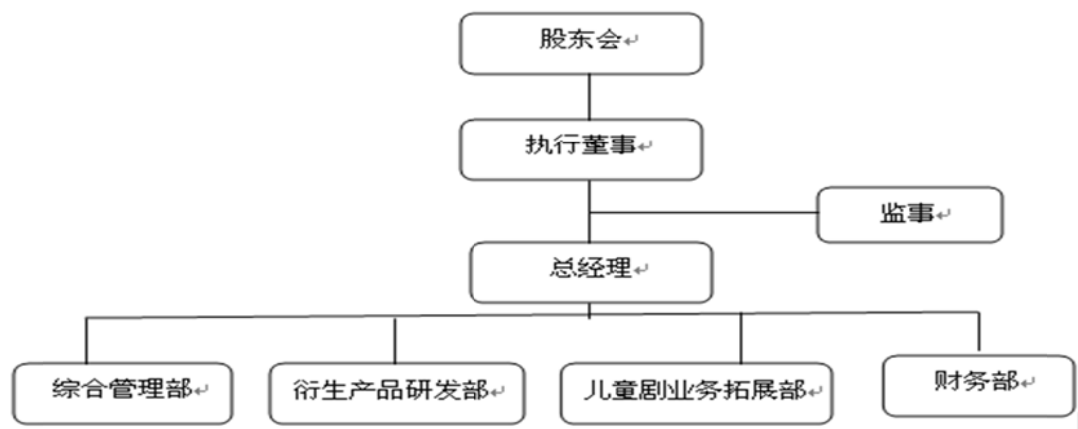 股东会
执行董事
监事
总经理
综合管理部
衍生产品研发部
儿童剧业务拓展部
财务部